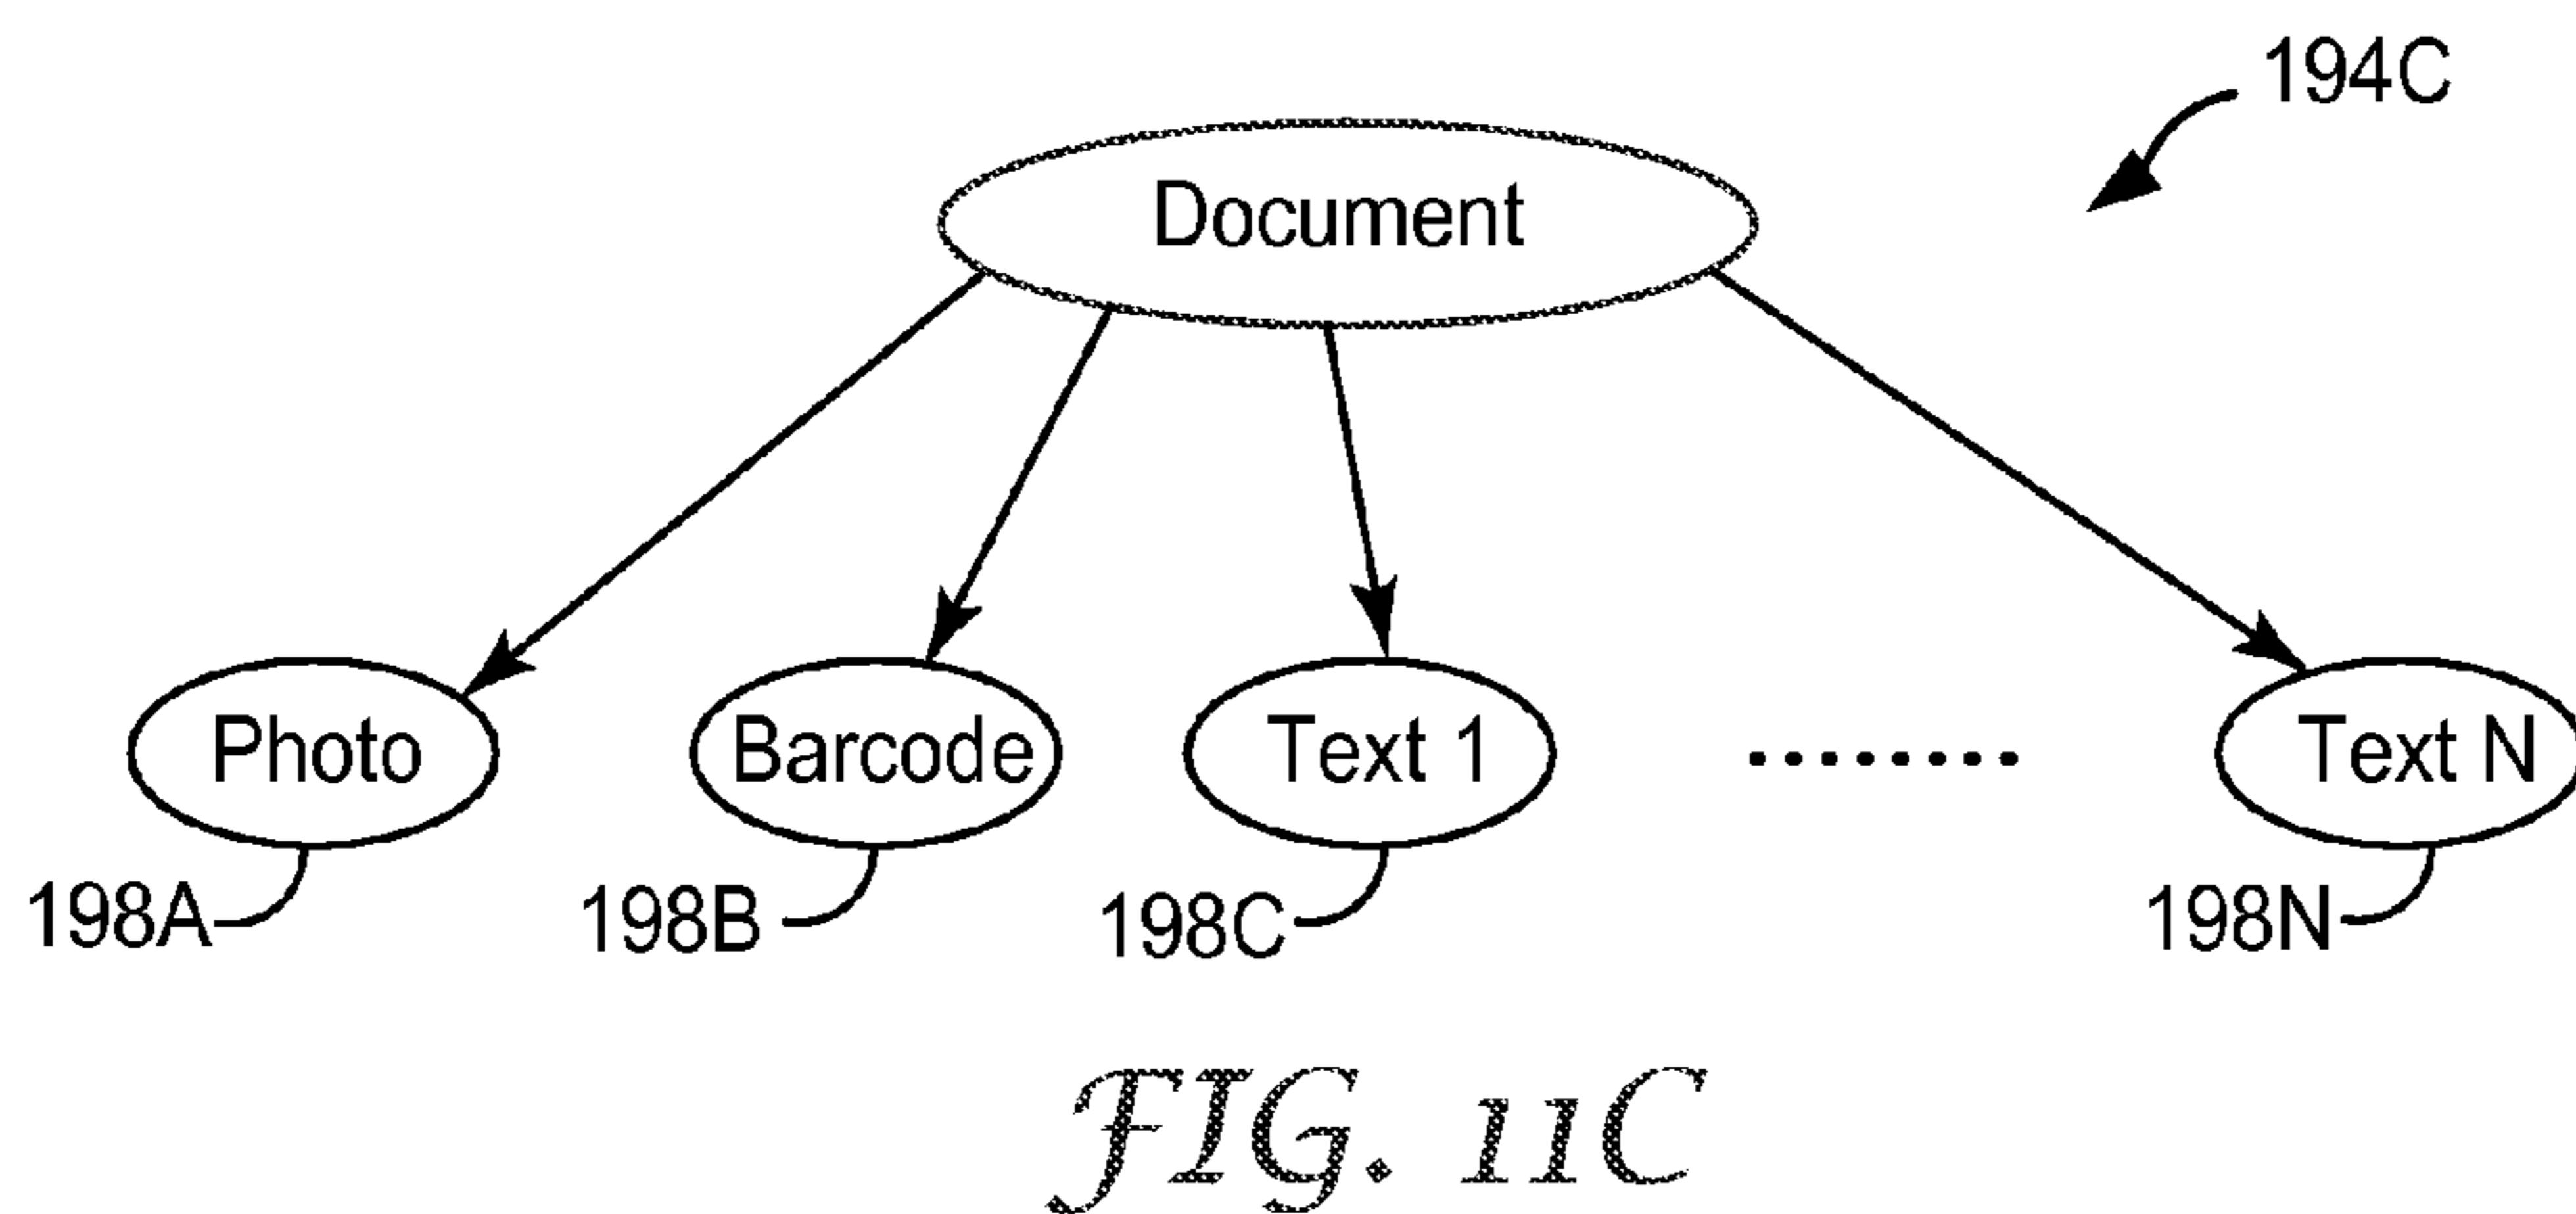 194C
Document
Photo
Barcode
Text 1
........
Text N
198A
198B
198C
198N
FIG. 11C